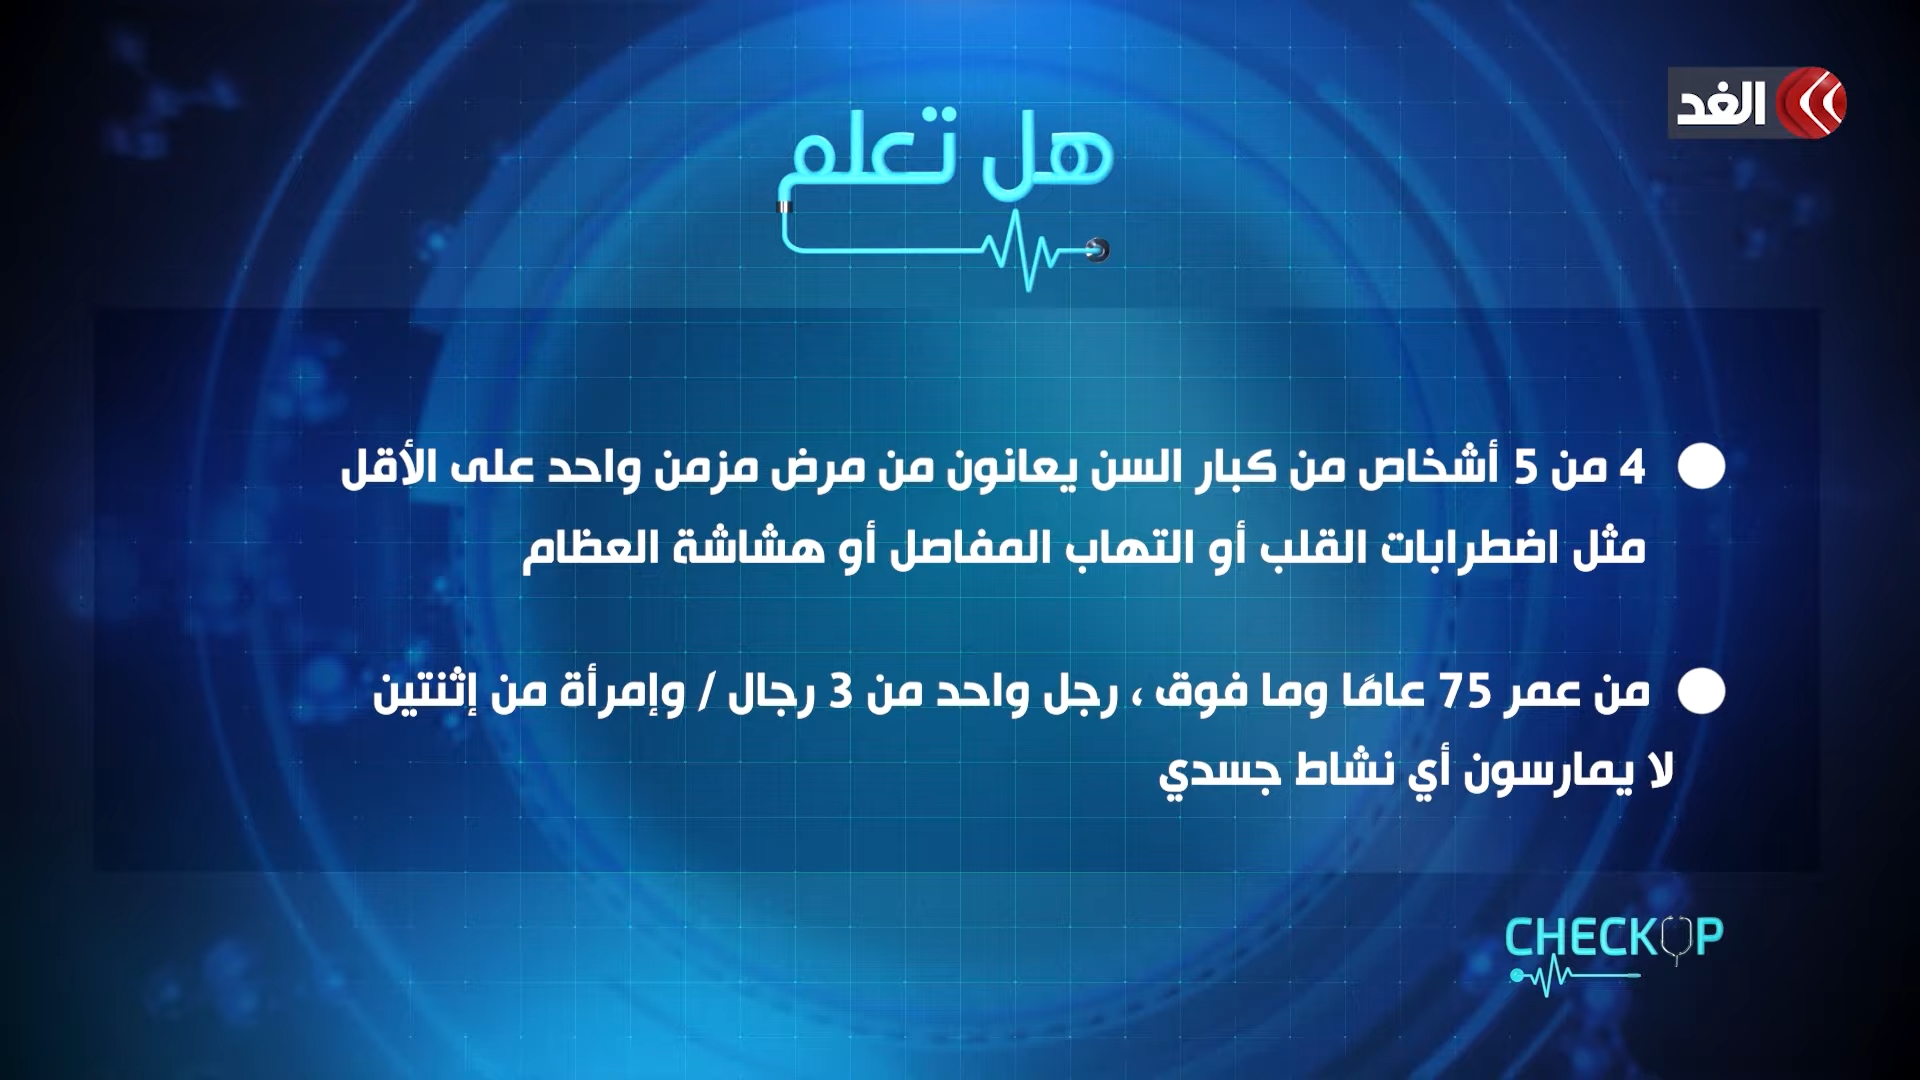 الغد
هل تعلم
4 من 5 أشخاص من كبار السن يعانون من مرض مزمن واحد على الأقل
مثل اضطرابات القلب أو التهاب المفاصل أو هشاشة العظام
من عمر 75 عامًا وما فوق ، رجل واحد من 3 رجال / وإمرأة من إثنتين
لا يمارسون أي نشاط جسدي
CHECKUP